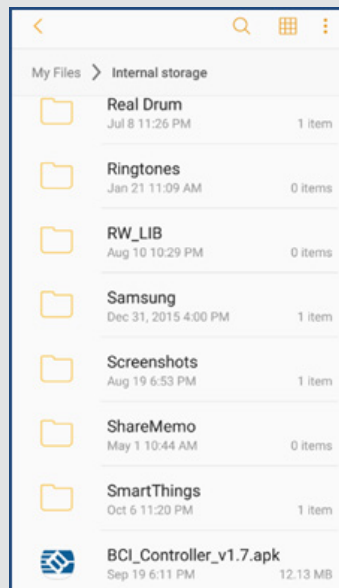 My Files > Internal storage
Real Drum
Jul 8 11:26 PM 1 item
Ringtones
Jan 21 11:09 AM 0 items
RW_LIB
Aug 10 10:29 PM 0 items
Samsung
Dec 31, 2015 4:00 PM 1 item
Screenshots
Aug 19 6:53 PM 1 item
ShareMemo
May 1 10:44 AM 0 items
SmartThings
Oct 6 11:20 PM 1 item
BCI_Controller_v1.7.apk
Sep 19 6:11 PM 12.13 MB